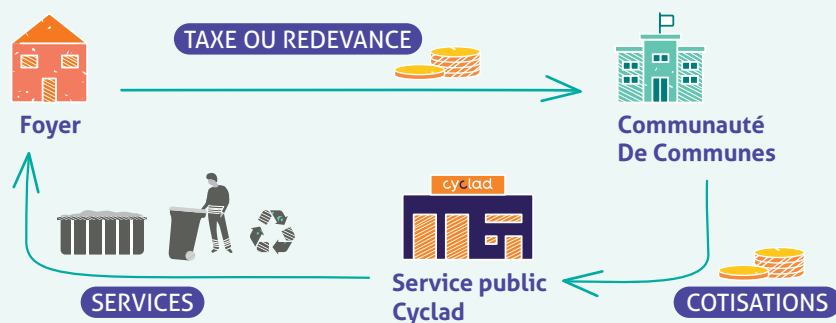 TAXE OU REDEVANCE
Foyer
Communauté
De Communes
cyclad
Service public
Cyclad
SERVICES
COTISATIONS